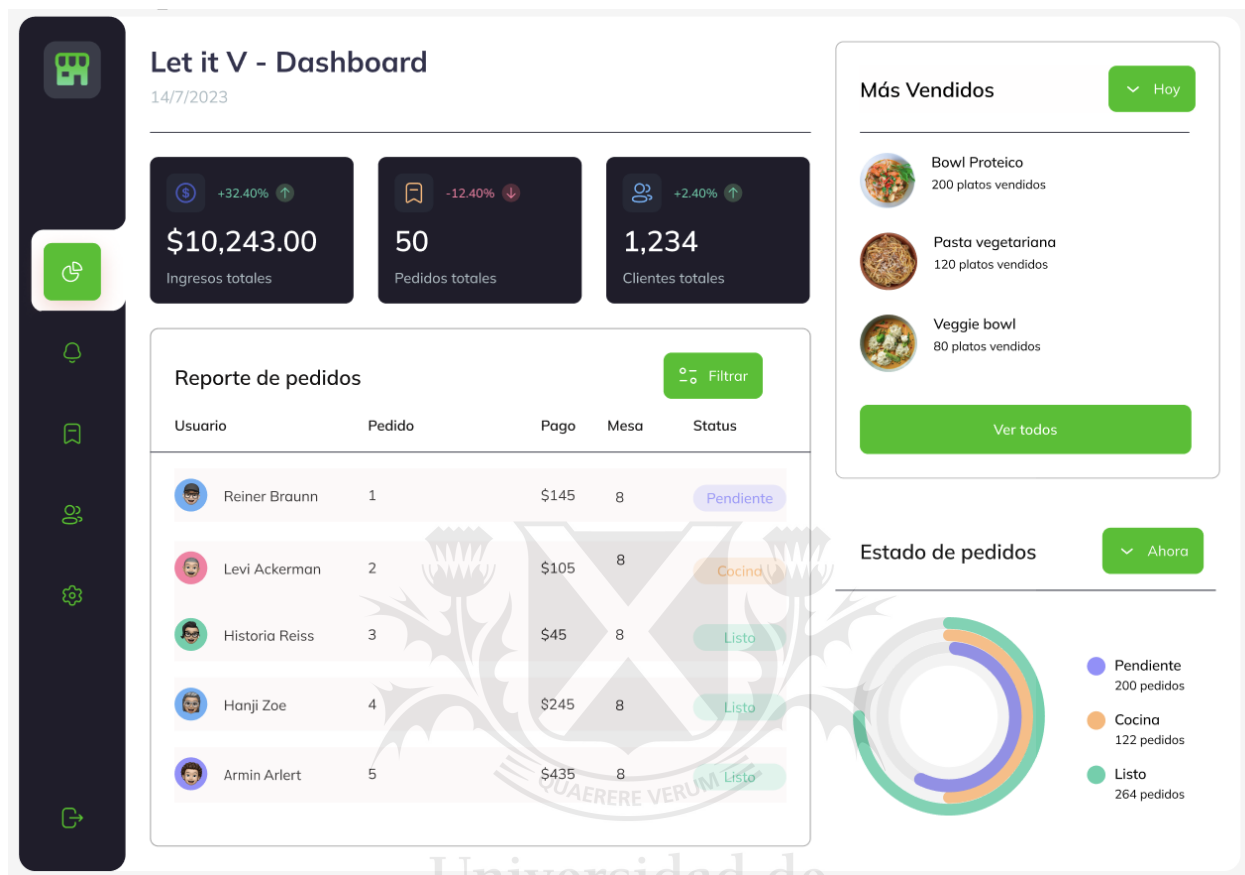 Let it V - Dashboard
14/7/2023
+32.40%
$10,243.00
Ingresos totales
-12.40%
50
Pedidos totales
+2.40%
1,234
Clientes totales
Reporte de pedidos
Filtrar
Usuario Pedido Pago Mesa Status
Reiner Braunn 1 $145 8 Pendiente
Levi Ackerman 2 $105 8 Cocina
Historia Reiss 3 $45 8 Listo
Hanji Zoe 4 $245 8 Listo
Armin Arlert 5 $435 8 Listo
Más Vendidos
Hoy
Bowl Proteico
200 platos vendidos
Pasta vegetariana
120 platos vendidos
Veggie bowl
80 platos vendidos
Ver todos
Estado de pedidos
Ahora
Pendiente
200 pedidos
Cocina
122 pedidos
Listo
264 pedidos
QUAERERE VERUM
Universidad de